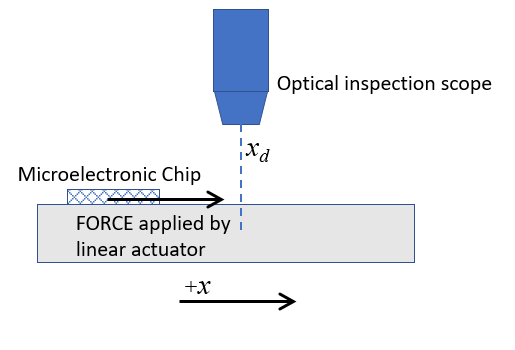 Optical inspection scope
x_d
Microelectronic Chip
FORCE applied by
linear actuator
+x